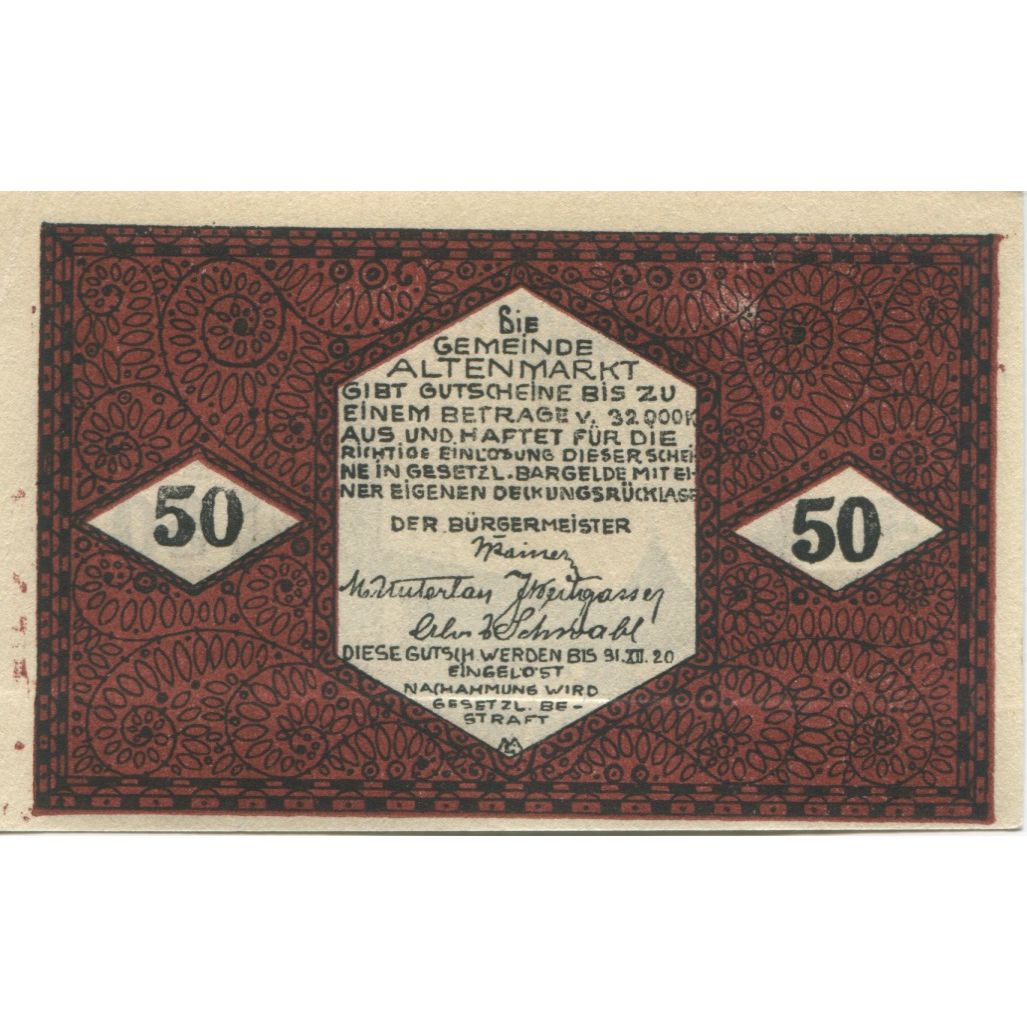 Die
GEMEINDE
ALTENMARKT
GIBT GUTSCHEINE BIS ZU
EINEM BETRAGE V. 32.000K
AUS UND HAFTET FÜR DIE
RICHTIGE EINLÖSUNG DIESER SCHEI-
NE IN GESETZL. BARGELDE MIT EI-
NER EIGENEN DECKUNGSRÜCKLAGE
50
50
DER BÜRGERMEISTER
M. Unterlan
Schwabl
DIESE GUTSCH. WERDEN BIS 31. XII. 20
EINGELÖST
NACHAHMUNG WIRD
GESETZL. BE-
STRAFT